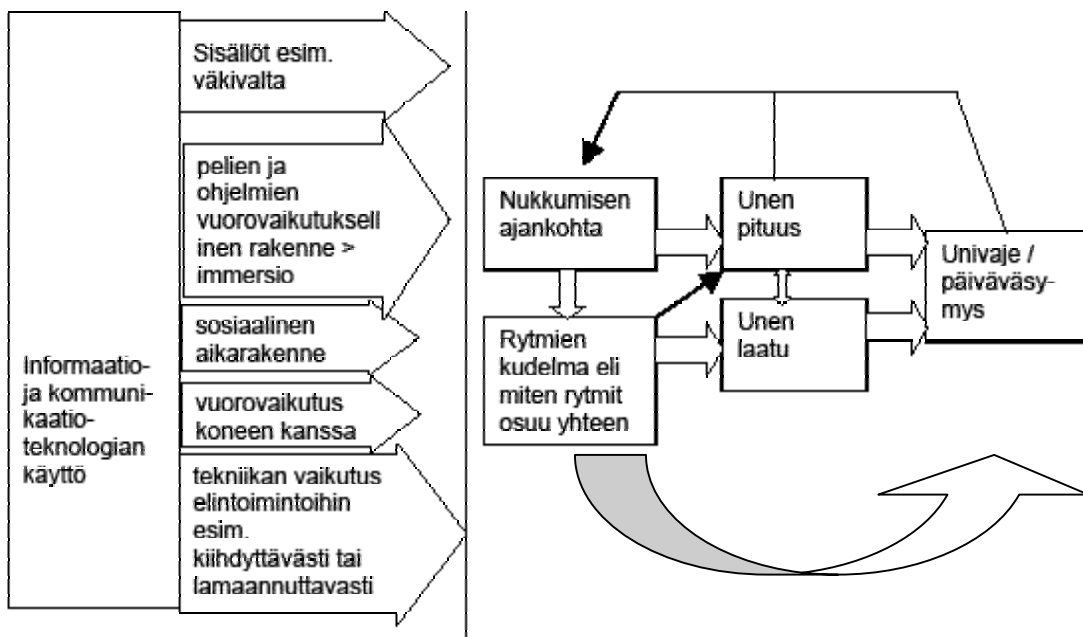 Informaatio-
ja kommuni-
kaatio-
teknologian
käyttö
Sisällöt esim.
väkivalta
pelien ja
ohjelmien
vuorovaikutuksell
inen rakenne >
immersio
sosiaalinen
aikarakenne
vuorovaikutus
koneen kanssa
tekniikan vaikutus
elintoimintoihin
esim.
kiihdyttävästi tai
lamaannuttavasti
Nukkumisen
ajankohta
Rytmien
kudelma eli
miten rytmit
osuu yhteen
Unen
pituus
Unen
laatu
Univaje /
päiväväsy-
mys